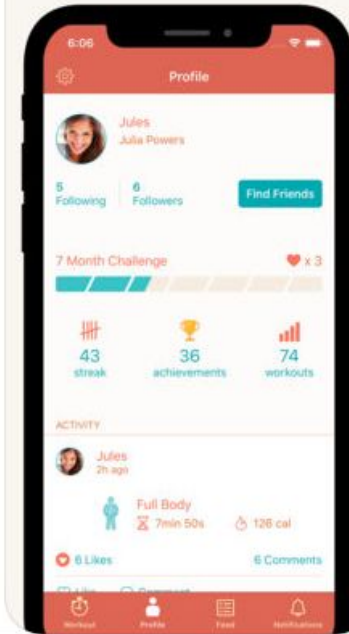 6:06
Profile
Jules
Julia Powers
5 6
Following Followers
Find Friends
7 Month Challenge x 3
43 36 74
streak achievements workouts
ACTIVITY
Jules
2h ago
Full Body
7min 50s 126 cal
6 Likes 6 Comments
Like Comment
Workout Profile Feed Notifications